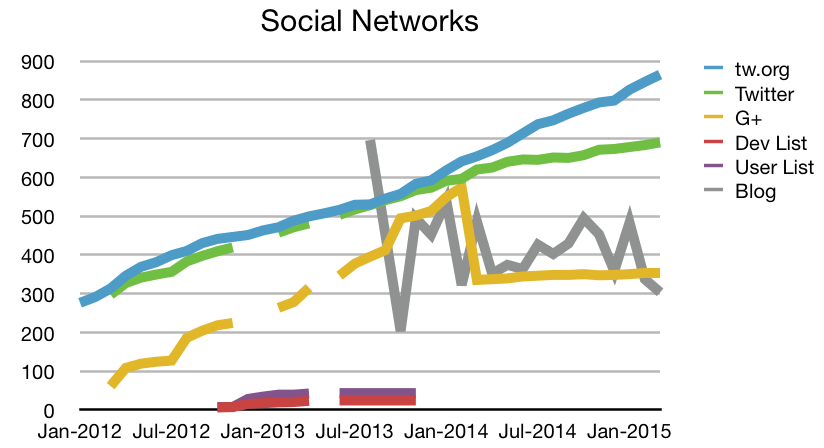 Social Networks
900
800
700
600
500
400
300
200
100
0
Jan-2012 Jul-2012 Jan-2013 Jul-2013 Jan-2014 Jul-2014 Jan-2015
tw.org
Twitter
G+
Dev List
User List
Blog